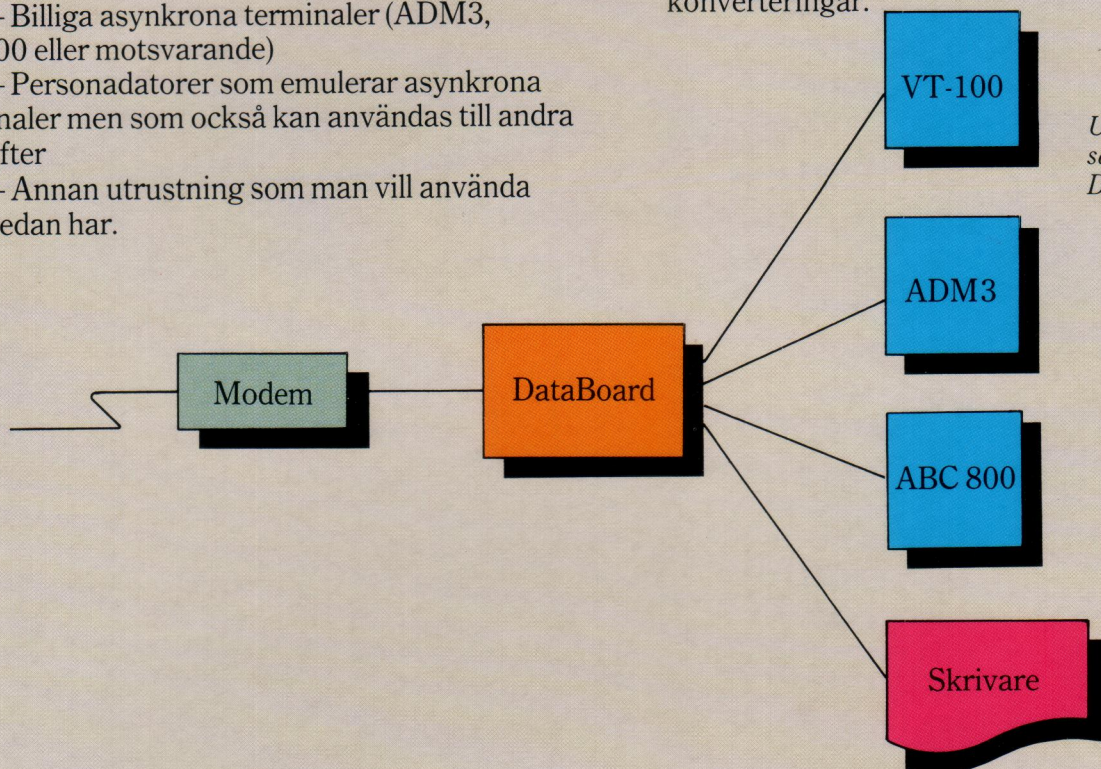 – Billiga asynkrona terminaler (ADM3,
00 eller motsvarande)
– Personadatorer som emulerar asynkrona
naler men som också kan användas till andra
fter
– Annan utrustning som man vill använda
edan har.
konverteringar.
VT-100
ADM3
Modem
DataBoard
ABC 800
Skrivare